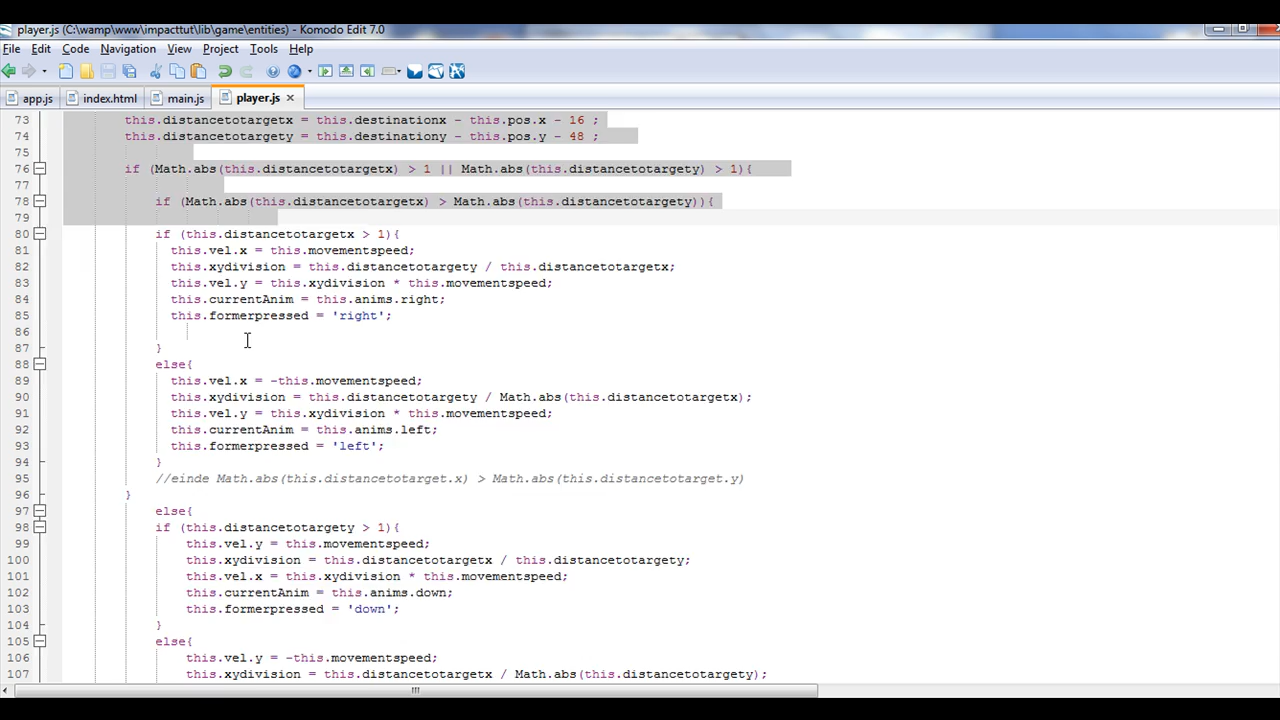 player.js (C:\wamp\www\impacttut\lib\game\entities) - Komodo Edit 7.0
File Edit Code Navigation View Project Tools Help
app.js index.html main.js player.js
73 this.distancetotargetx = this.destinationx - this.pos.x - 16 ;
74 this.distancetotargety = this.destinationy - this.pos.y - 48 ;
75
76 if (Math.abs(this.distancetotargetx) > 1 || Math.abs(this.distancetotargety) > 1){
77
78 if (Math.abs(this.distancetotargetx) > Math.abs(this.distancetotargety)){
79
80 if (this.distancetotargetx > 1){
81 this.vel.x = this.movementspeed;
82 this.xydivision = this.distancetotargety / this.distancetotargetx;
83 this.vel.y = this.xydivision * this.movementspeed;
84 this.currentAnim = this.anims.right;
85 this.formerpressed = 'right';
86
87 }
88 else{
89 this.vel.x = -this.movementspeed;
90 this.xydivision = this.distancetotargety / Math.abs(this.distancetotargetx);
91 this.vel.y = this.xydivision * this.movementspeed;
92 this.currentAnim = this.anims.left;
93 this.formerpressed = 'left';
94 }
95 //einde Math.abs(this.distancetotarget.x) > Math.abs(this.distancetotarget.y)
96 }
97 else{
98 if (this.distancetotargety > 1){
99 this.vel.y = this.movementspeed;
100 this.xydivision = this.distancetotargetx / this.distancetotargety;
101 this.vel.x = this.xydivision * this.movementspeed;
102 this.currentAnim = this.anims.down;
103 this.formerpressed = 'down';
104 }
105 else{
106 this.vel.y = -this.movementspeed;
107 this.xydivision = this.distancetotargetx / Math.abs(this.distancetotargety);